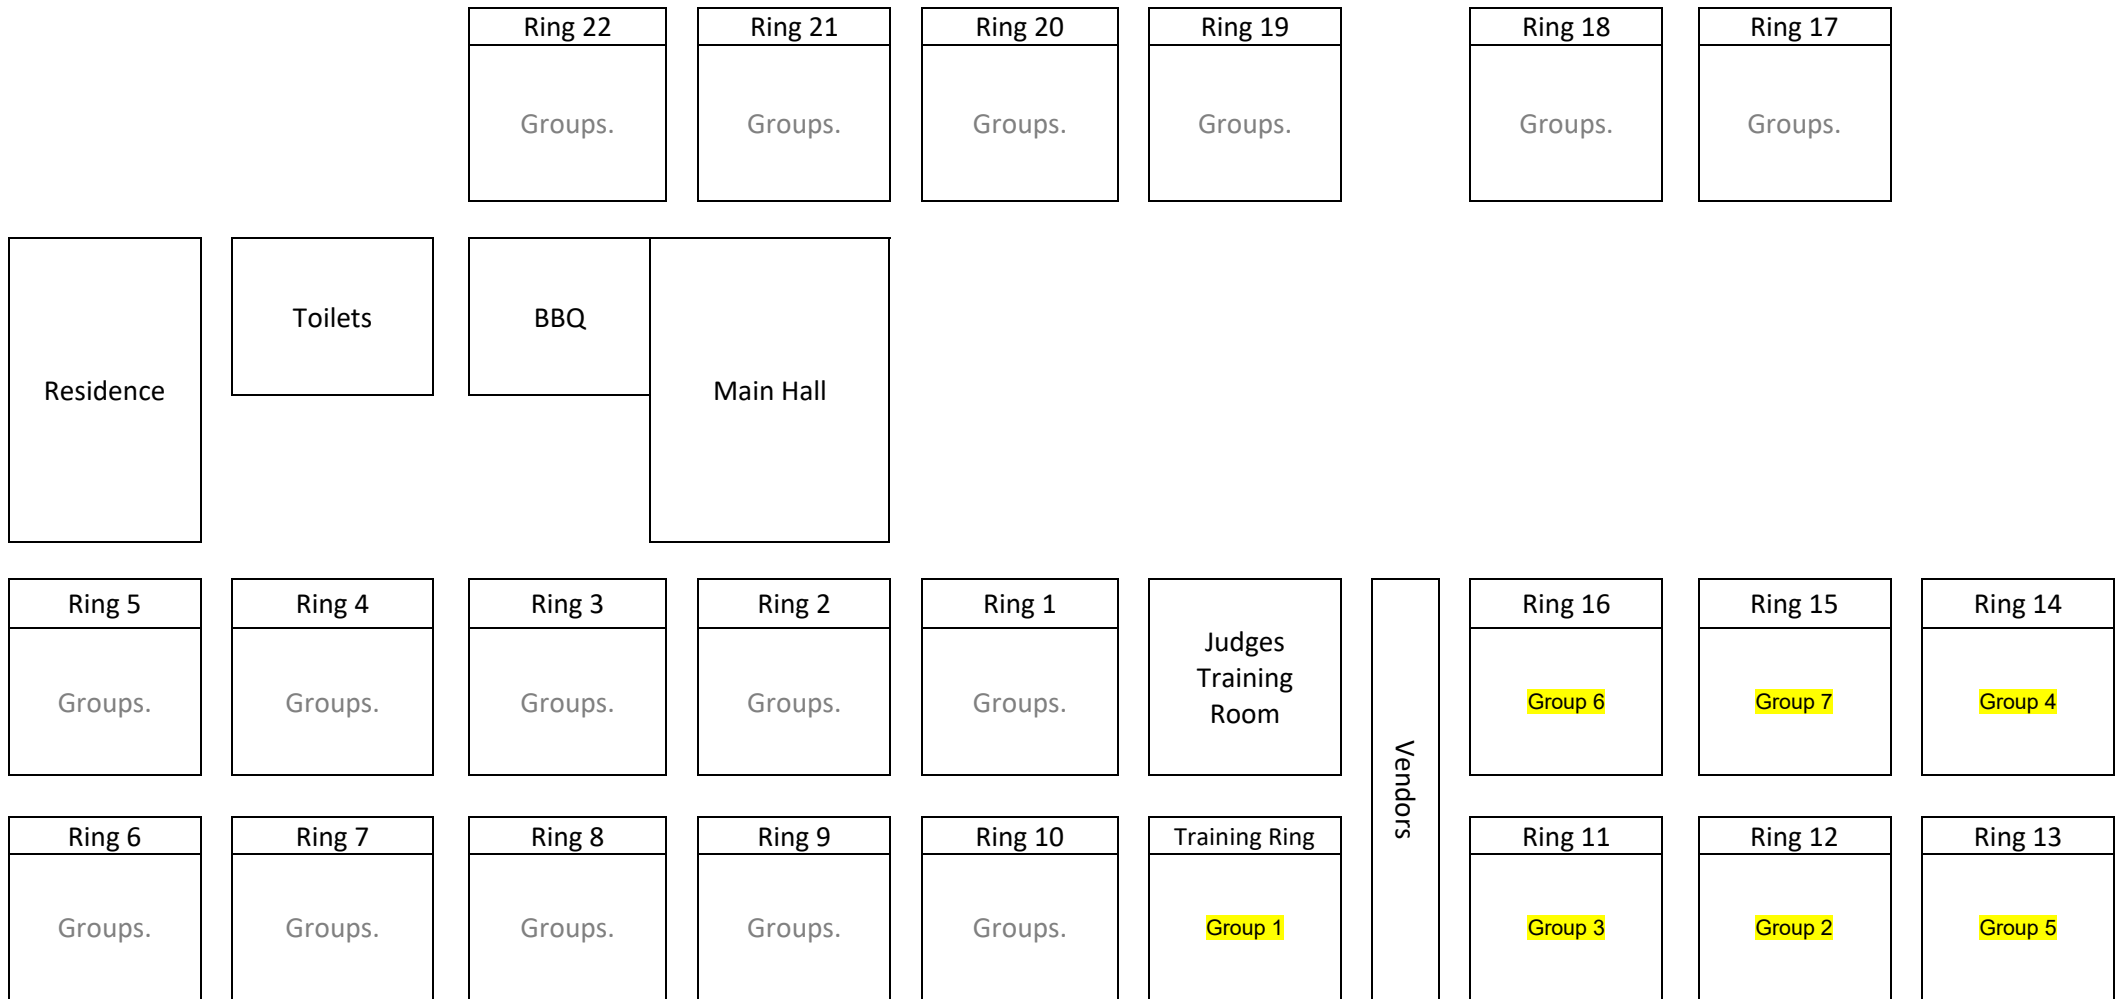 Ring 22
Ring 21
Ring 20
Ring 19
Ring 18
Ring 17
Groups.
Groups.
Groups.
Groups.
Groups.
Groups.
Residence
Toilets
BBQ
Main Hall
Ring 5
Ring 4
Ring 3
Ring 2
Ring 1
Judges
Training
Room
Vendors
Ring 16
Ring 15
Ring 14
Groups.
Groups.
Groups.
Groups.
Groups.
Group 6
Group 7
Group 4
Ring 6
Ring 7
Ring 8
Ring 9
Ring 10
Training Ring
Ring 11
Ring 12
Ring 13
Groups.
Groups.
Groups.
Groups.
Groups.
Group 1
Group 3
Group 2
Group 5